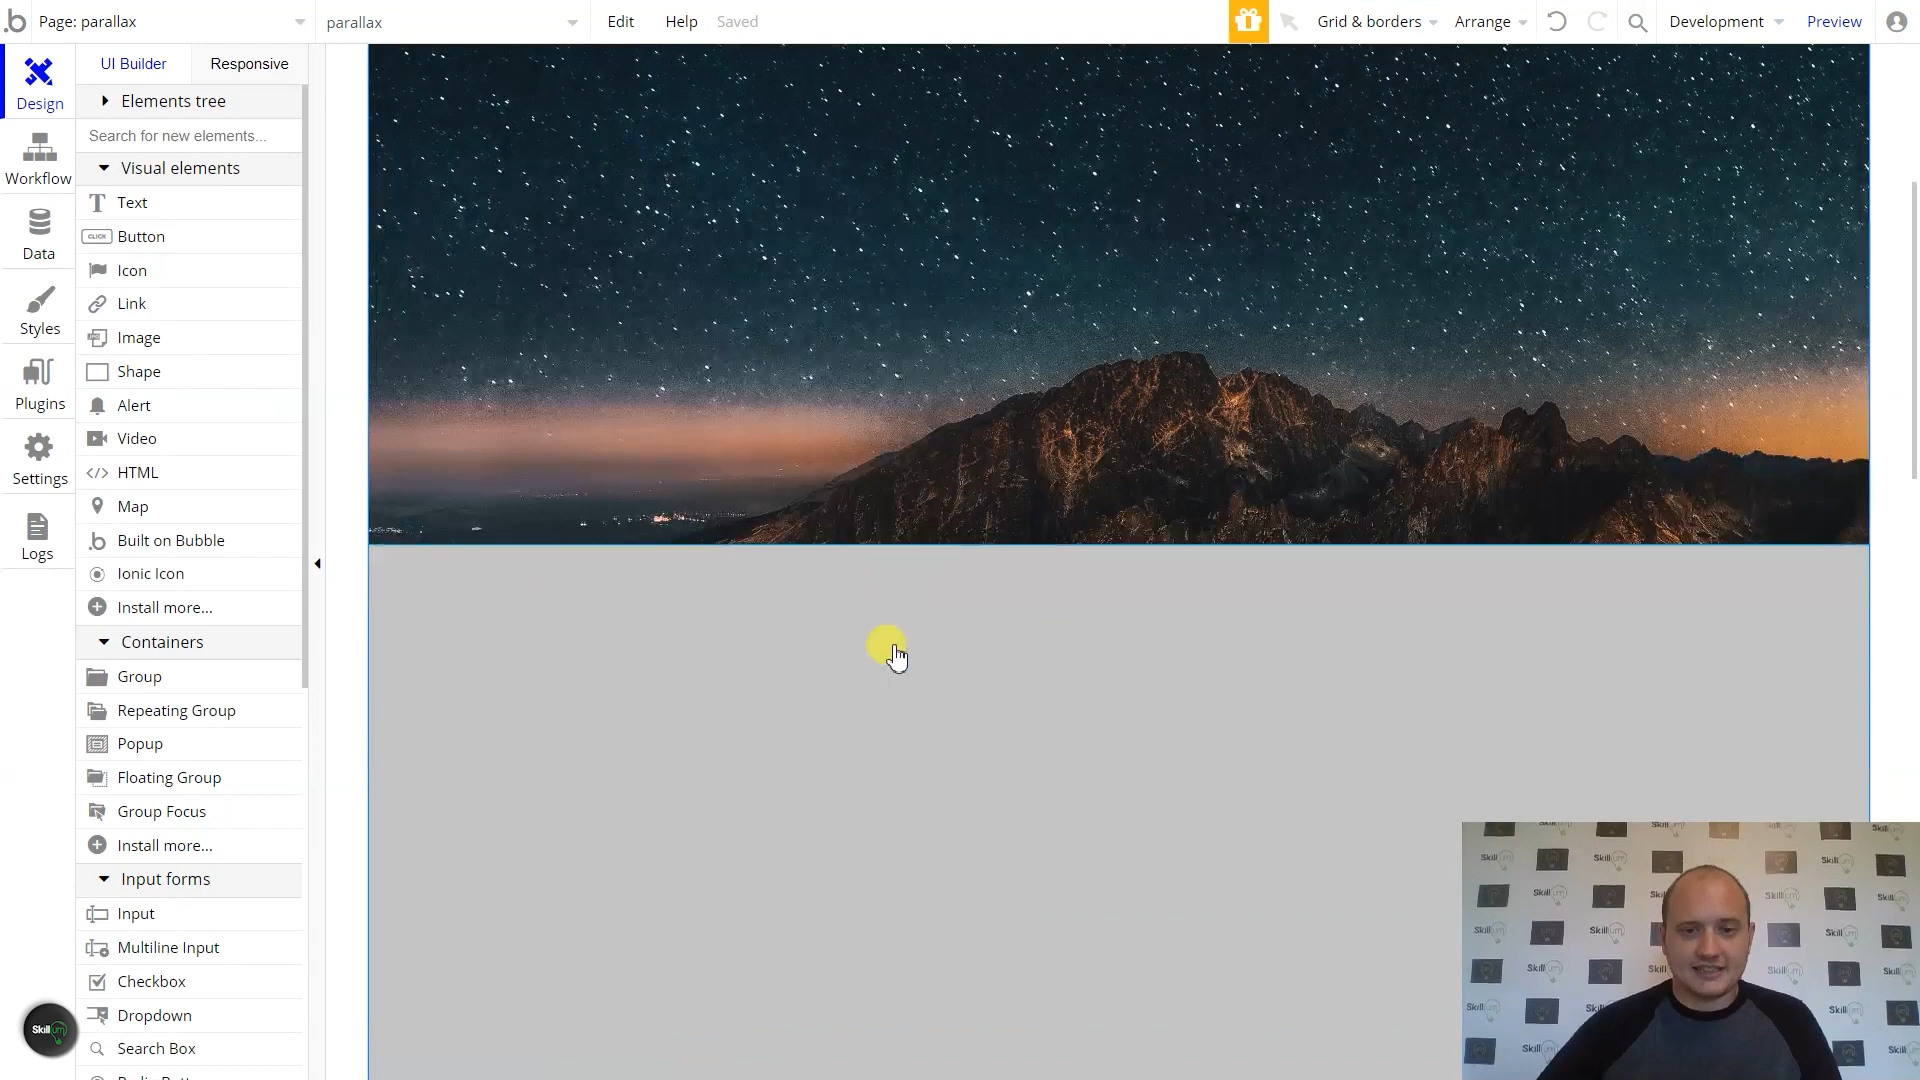 Page: parallax
parallax
Edit
Help
Saved
Grid & borders
Arrange
Development
Preview
Design
Workflow
Data
Styles
Plugins
Settings
Logs
UI Builder
Responsive
Elements tree
Search for new elements...
Visual elements
Text
CLICK
Button
Icon
Link
Image
Shape
Alert
Video
HTML
Map
Built on Bubble
Ionic Icon
Install more...
Containers
Group
Repeating Group
Popup
Floating Group
Group Focus
Install more...
Input forms
Input
Multiline Input
Checkbox
Dropdown
Search Box
Skillum